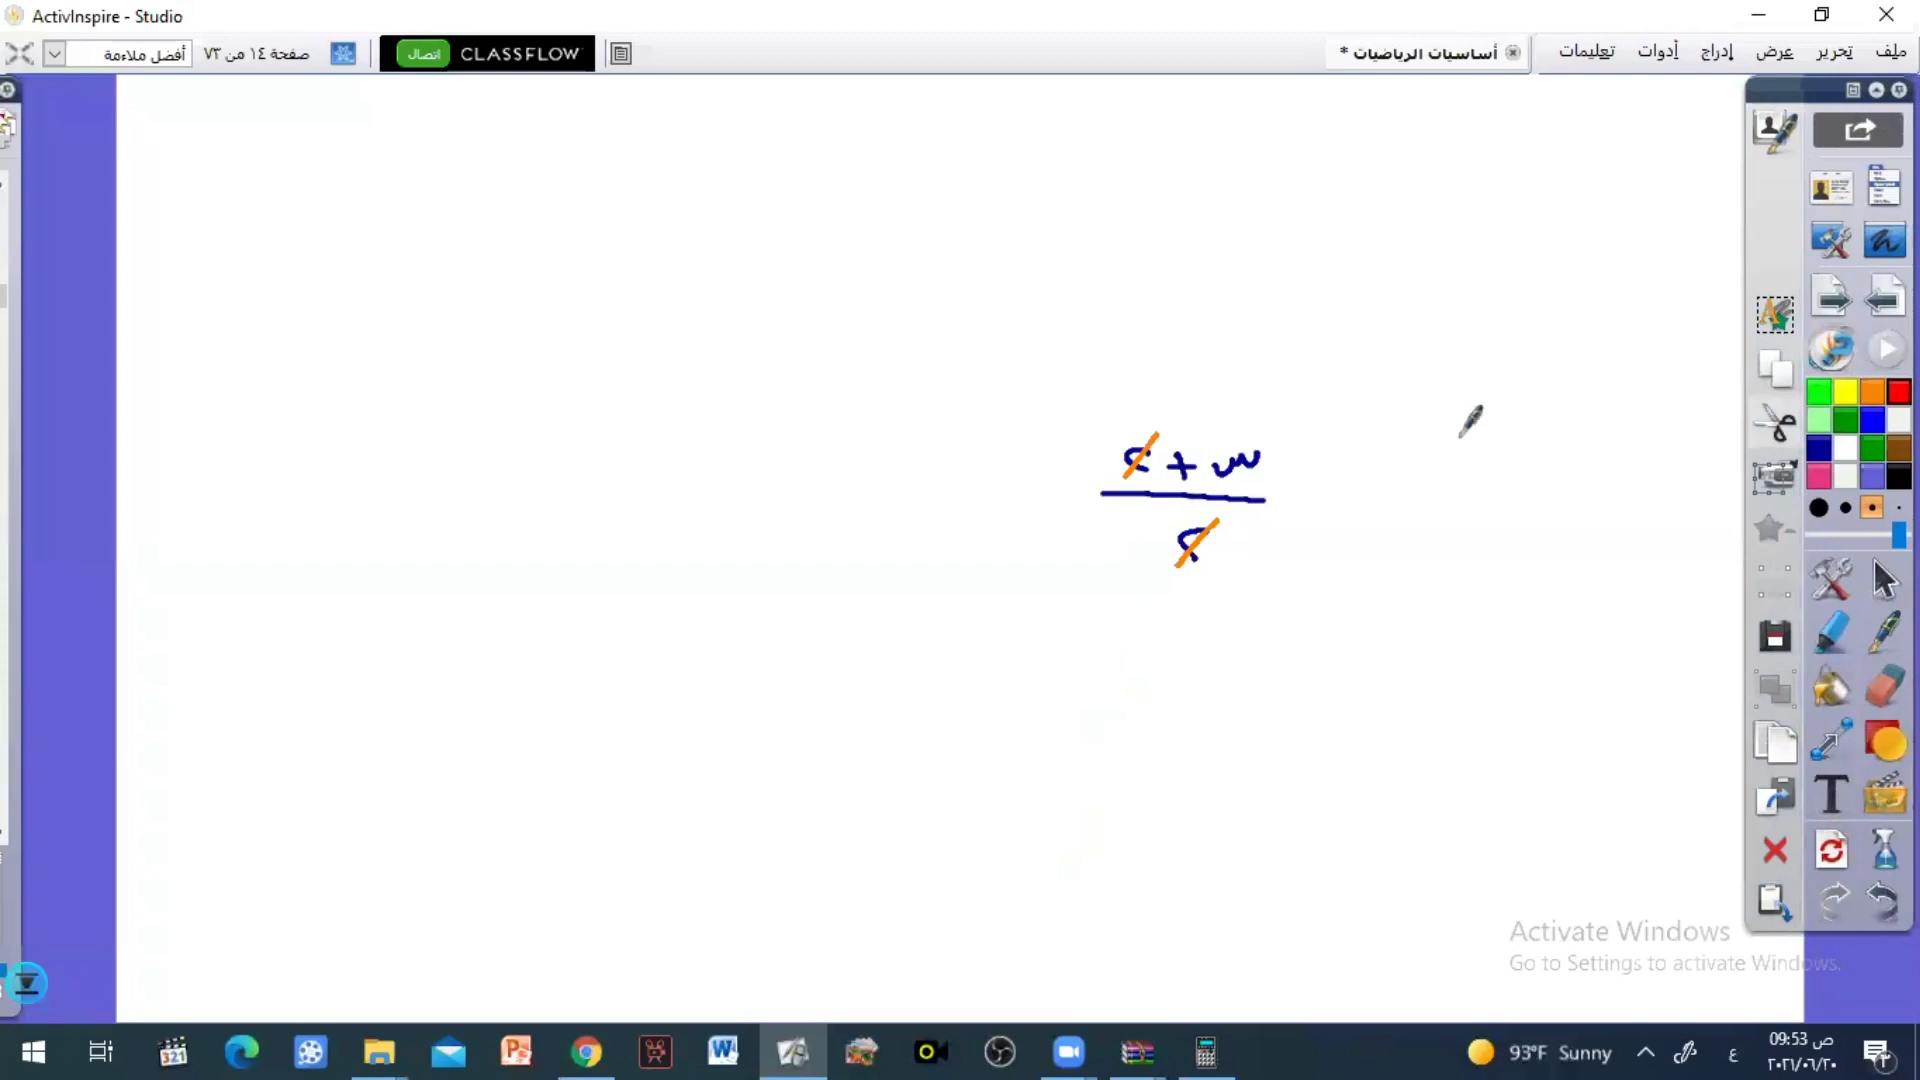 ActivInspire - Studio
ملف تحرير عرض إدراج أدوات تعليمات
أساسيات الرياضيات *
CLASSFLOW اتصال
صفحة ١٤ من ٧٣
أفضل ملاءمة
س + ٤
٤
T
Activate Windows
Go to Settings to activate Windows.
93°F Sunny
ع
09:53 ص
٢٠٢١/٠٦/٢٠